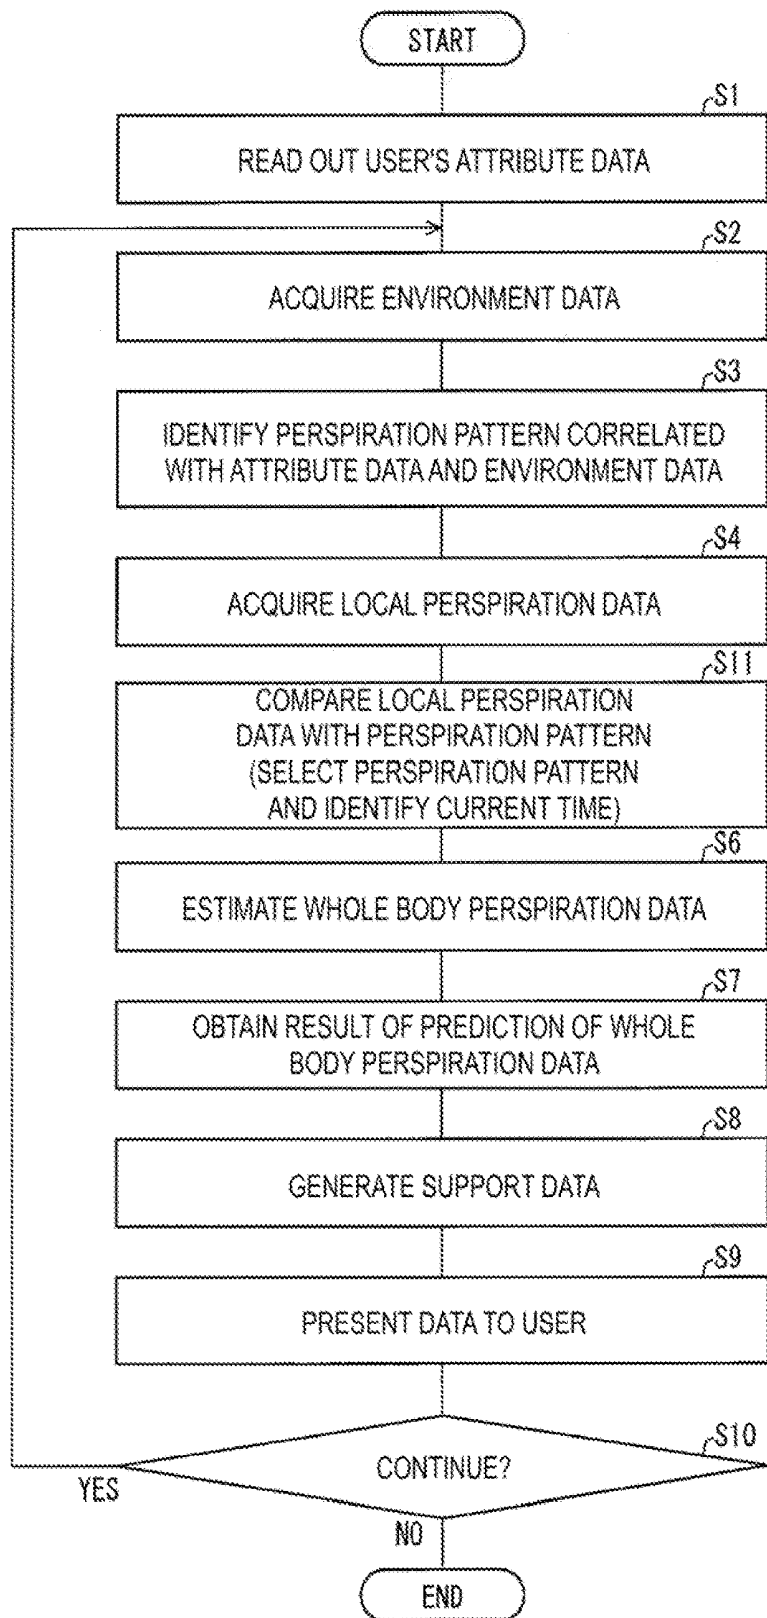 START
S1
READ OUT USER'S ATTRIBUTE DATA
S2
ACQUIRE ENVIRONMENT DATA
S3
IDENTIFY PERSPIRATION PATTERN CORRELATED
WITH ATTRIBUTE DATA AND ENVIRONMENT DATA
S4
ACQUIRE LOCAL PERSPIRATION DATA
S11
COMPARE LOCAL PERSPIRATION
DATA WITH PERSPIRATION PATTERN
(SELECT PERSPIRATION PATTERN
AND IDENTIFY CURRENT TIME)
S6
ESTIMATE WHOLE BODY PERSPIRATION DATA
S7
OBTAIN RESULT OF PREDICTION OF WHOLE
BODY PERSPIRATION DATA
S8
GENERATE SUPPORT DATA
S9
PRESENT DATA TO USER
S10
CONTINUE?
YES
NO
END